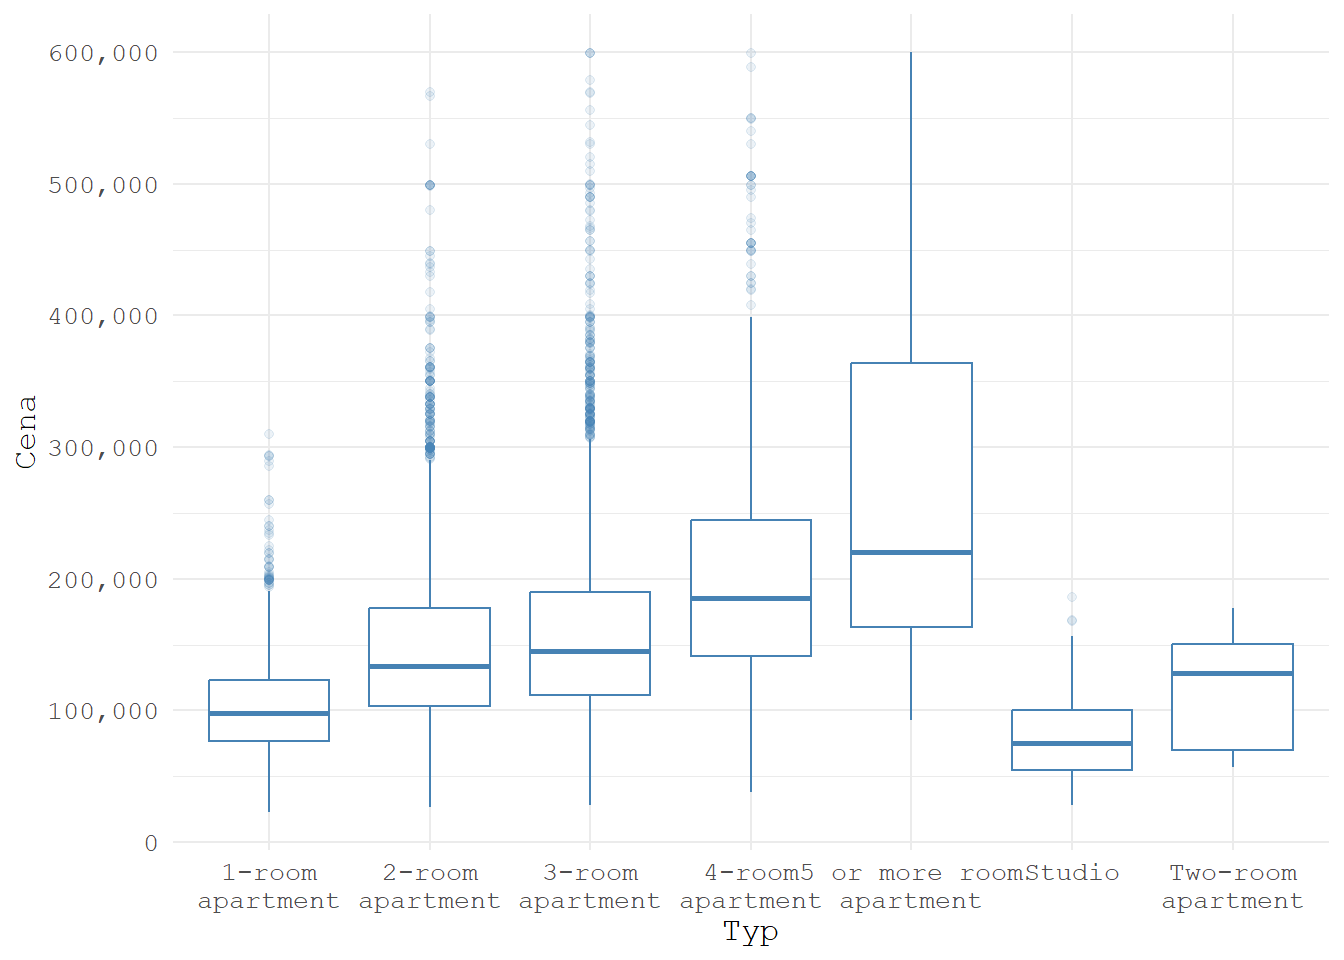 600,000
500,000
400,000
300,000
200,000
100,000
0
Cena
1-room 2-room 3-room 4-room5 or more roomStudio Two-room
apartment apartment apartment apartment apartment apartment
Typ